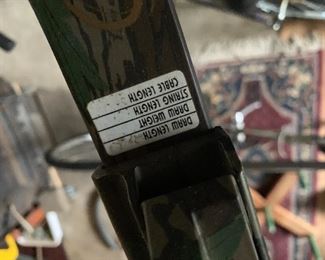 DRAW LENGTH
DRAW WEIGHT
STRING LENGTH
CABLE LENGTH